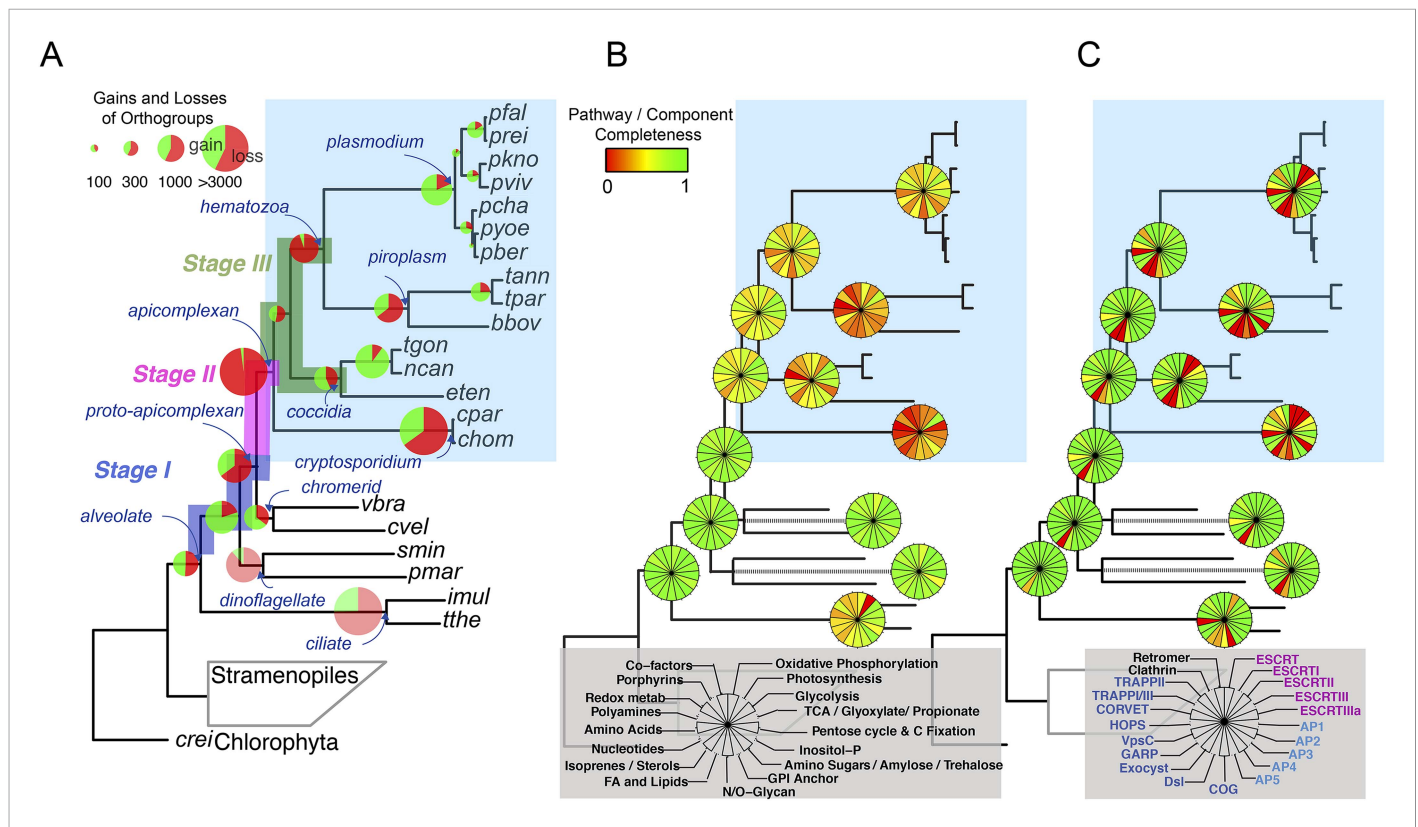 A
Gains and Losses
of Orthogroups
gain
loss
100 300 1000 >3000
plasmodium
hematozoa
Stage III
piroplasm
apicomplexan
Stage II
proto-apicomplexan
coccidia
Stage I
cryptosporidium
chromerid
alveolate
dinoflagellate
ciliate
pfal
prei
pkno
pviv
pcha
pyoe
pber
tann
tpar
bbov
tgon
ncan
eten
cpar
chom
vbra
cvel
smin
pmar
imul
tthe
Stramenopiles
crei Chlorophyta
B
Pathway / Component
Completeness
0 1
Co-factors
Porphyrins
Redox metab
Polyamines
Amino Acids
Nucleotides
Isoprenes / Sterols
FA and Lipids
N/O-Glycan
Oxidative Phosphorylation
Photosynthesis
Glycolysis
TCA / Glyoxylate/ Propionate
Pentose cycle & C Fixation
Inositol-P
Amino Sugars / Amylose / Trehalose
GPI Anchor
C
Retromer
Clathrin
TRAPPII
TRAPPI/III
CORVET
HOPS
VpsC
GARP
Exocyst
Dsl
COG
ESCRT
ESCRTI
ESCRTII
ESCRTIII
ESCRTIIIa
AP1
AP2
AP3
AP4
AP5